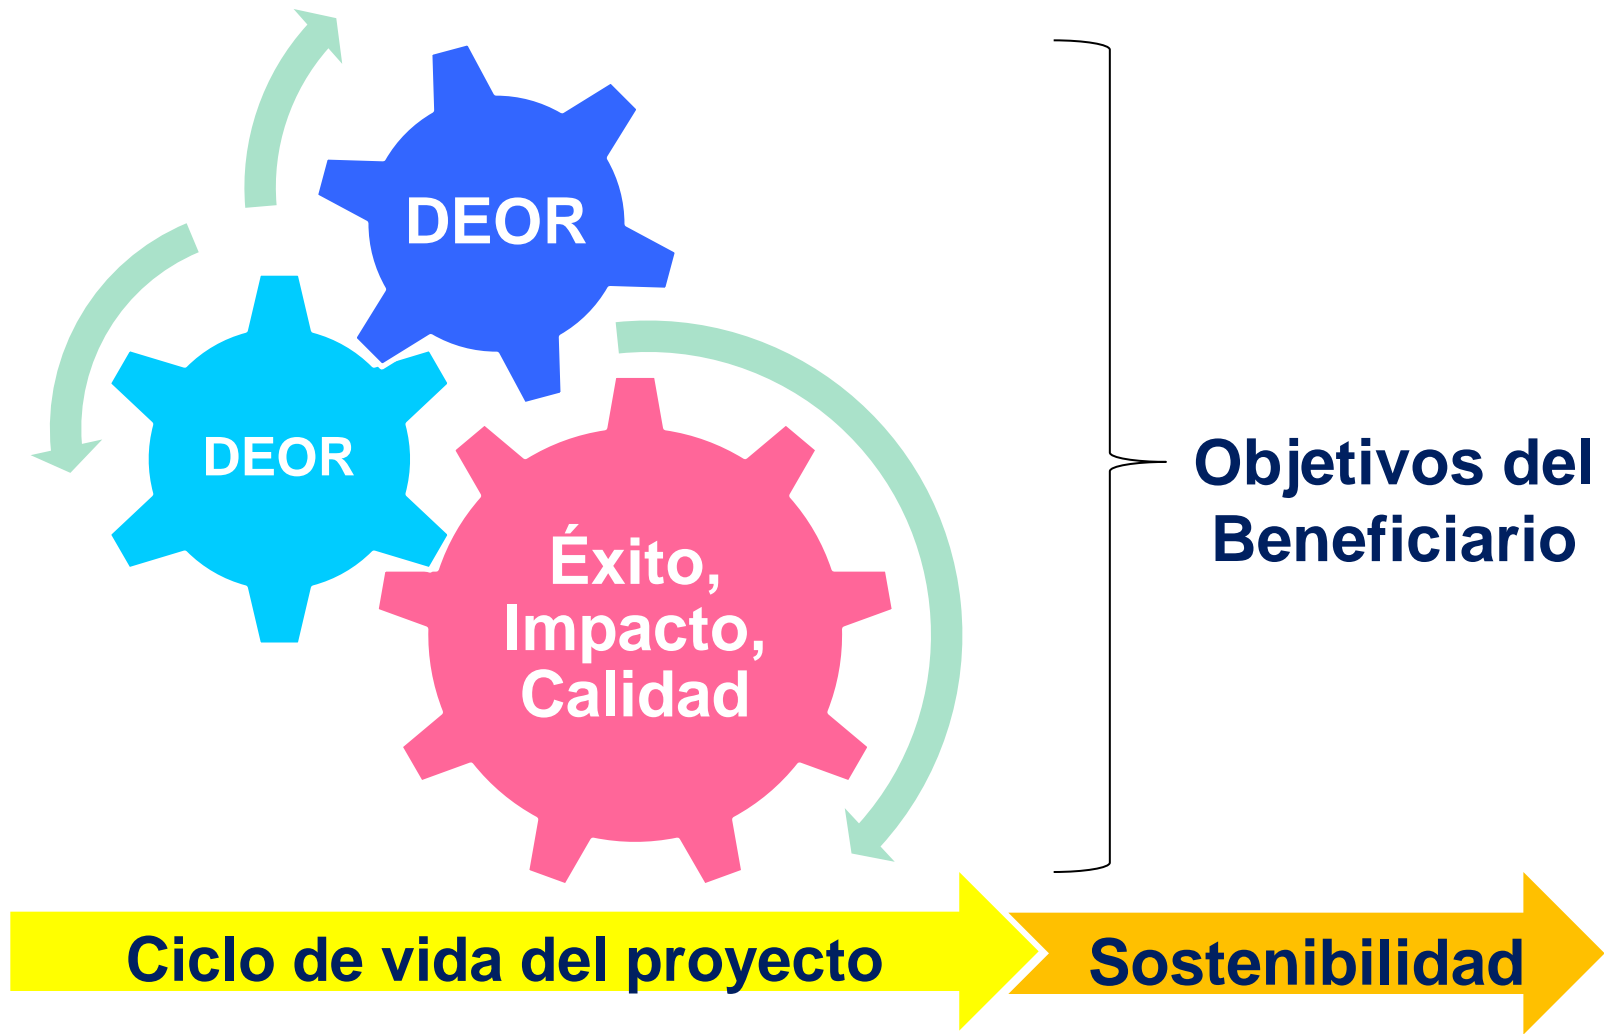 DEOR
DEOR
Éxito,
Impacto,
Calidad
Objetivos del
Beneficiario
Ciclo de vida del proyecto
Sostenibilidad